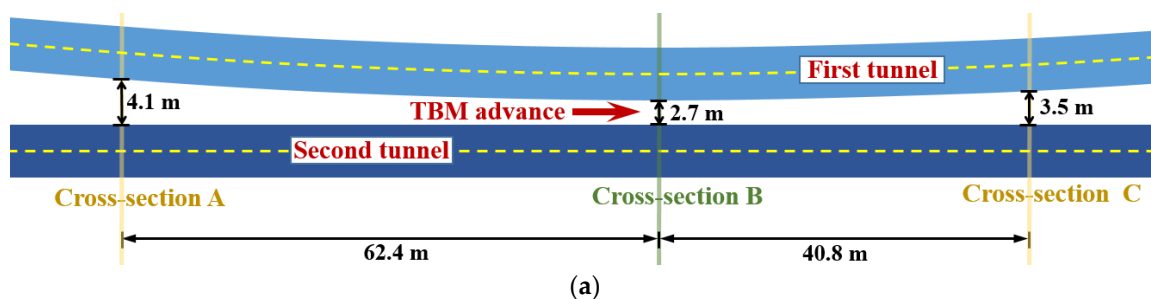 First tunnel
4.1 m
TBM advance
2.7 m
3.5 m
Second tunnel
Cross-section A
Cross-section B
Cross-section C
62.4 m
40.8 m
(a)